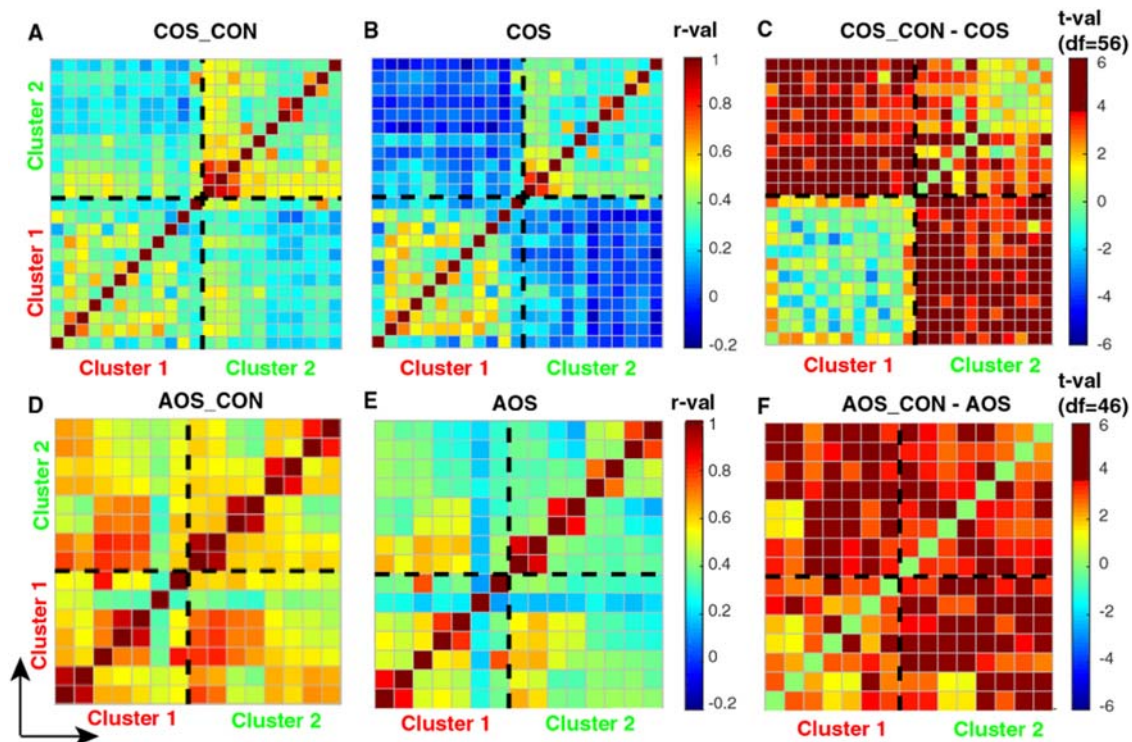 A COS_CON
B COS r-val
C COS_CON - COS t-val (df=56)
Cluster 2
Cluster 1
1
0.8
0.6
0.4
0.2
0
-0.2
6
4
2
0
-2
-4
-6
Cluster 1 Cluster 2
Cluster 1 Cluster 2
Cluster 1 Cluster 2
D AOS_CON
E AOS r-val
F AOS_CON - AOS t-val (df=46)
Cluster 2
Cluster 1
1
0.8
0.6
0.4
0.2
0
-0.2
6
4
2
0
-2
-4
-6
Cluster 1 Cluster 2
Cluster 1 Cluster 2
Cluster 1 Cluster 2